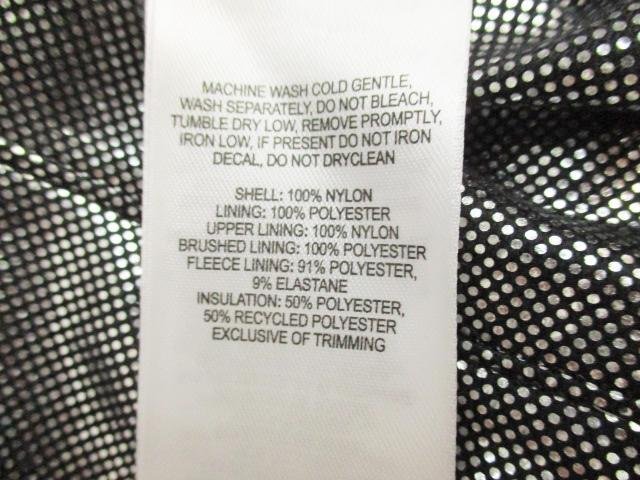 MACHINE WASH COLD GENTLE,
WASH SEPARATELY, DO NOT BLEACH,
TUMBLE DRY LOW, REMOVE PROMPTLY,
IRON LOW, IF PRESENT DO NOT IRON
DECAL, DO NOT DRYCLEAN
SHELL: 100% NYLON
LINING: 100% POLYESTER
UPPER LINING: 100% NYLON
BRUSHED LINING: 100% POLYESTER
FLEECE LINING: 91% POLYESTER,
9% ELASTANE
INSULATION: 50% POLYESTER,
50% RECYCLED POLYESTER
EXCLUSIVE OF TRIMMING